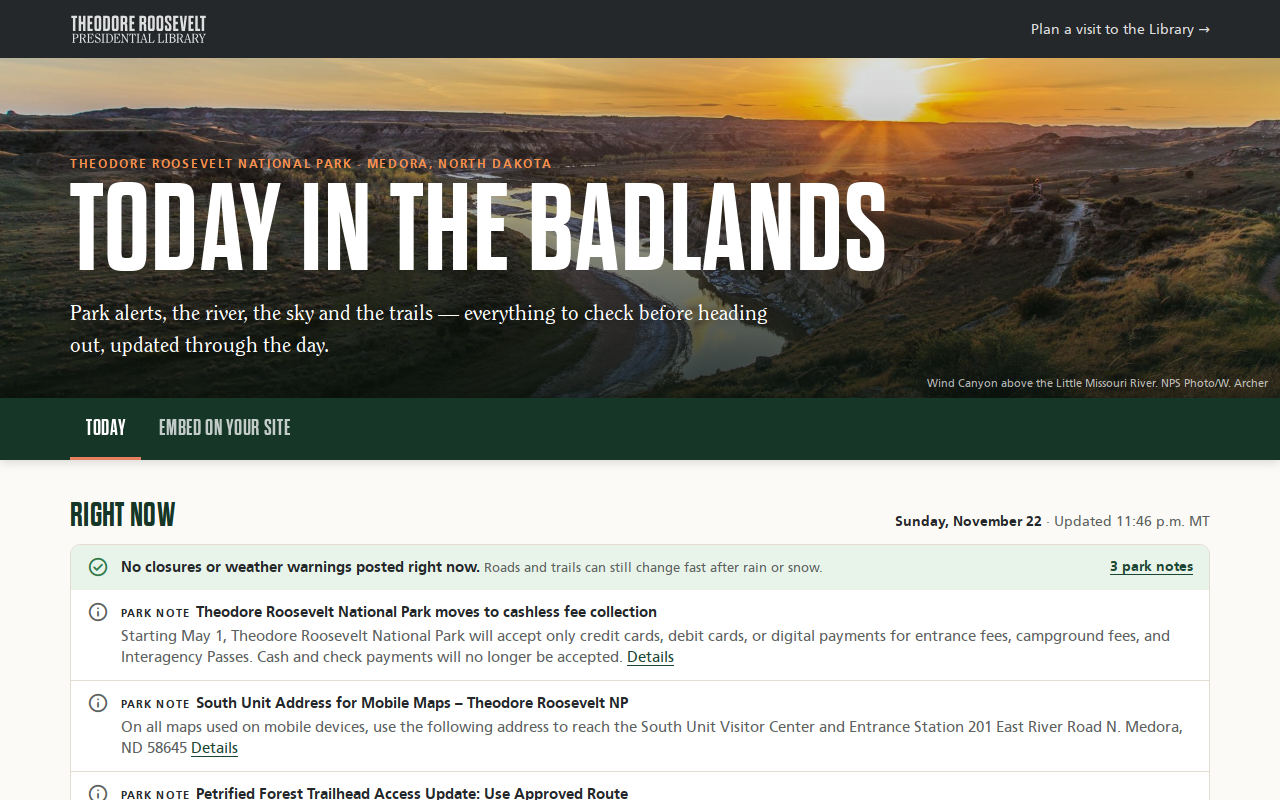 THEODORE ROOSEVELT
PRESIDENTIAL LIBRARY
Plan a visit to the Library →
THEODORE ROOSEVELT NATIONAL PARK · MEDORA, NORTH DAKOTA
TODAY IN THE BADLANDS
Park alerts, the river, the sky and the trails — everything to check before heading
out, updated through the day.
Wind Canyon above the Little Missouri River. NPS Photo/W. Archer
TODAY
EMBED ON YOUR SITE
RIGHT NOW
Sunday, November 22 · Updated 11:46 p.m. MT
No closures or weather warnings posted right now. Roads and trails can still change fast after rain or snow.
3 park notes
PARK NOTE Theodore Roosevelt National Park moves to cashless fee collection
Starting May 1, Theodore Roosevelt National Park will accept only credit cards, debit cards, or digital payments for entrance fees, campground fees, and
Interagency Passes. Cash and check payments will no longer be accepted. Details
PARK NOTE South Unit Address for Mobile Maps – Theodore Roosevelt NP
On all maps used on mobile devices, use the following address to reach the South Unit Visitor Center and Entrance Station 201 East River Road N. Medora,
ND 58645 Details
PARK NOTE Petrified Forest Trailhead Access Update: Use Approved Route